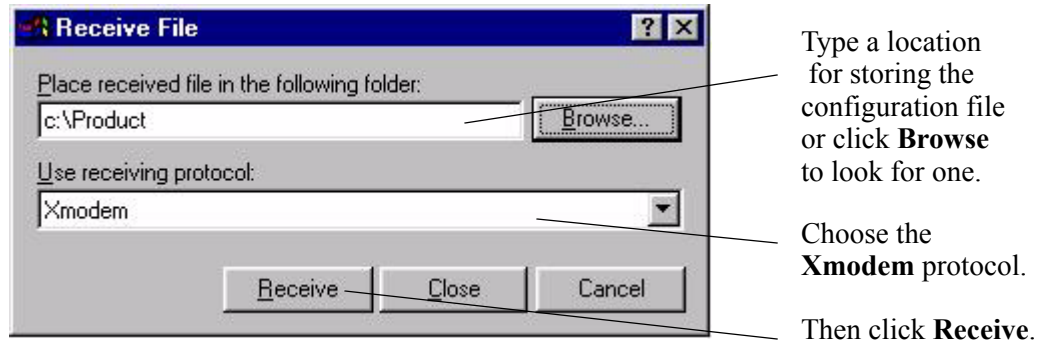 Receive File
Place received file in the following folder:
c:\Product
Browse...
Use receiving protocol:
Xmodem
Receive
Close
Cancel
Type a location
for storing the
configuration file
or click Browse
to look for one.
Choose the
Xmodem protocol.
Then click Receive.